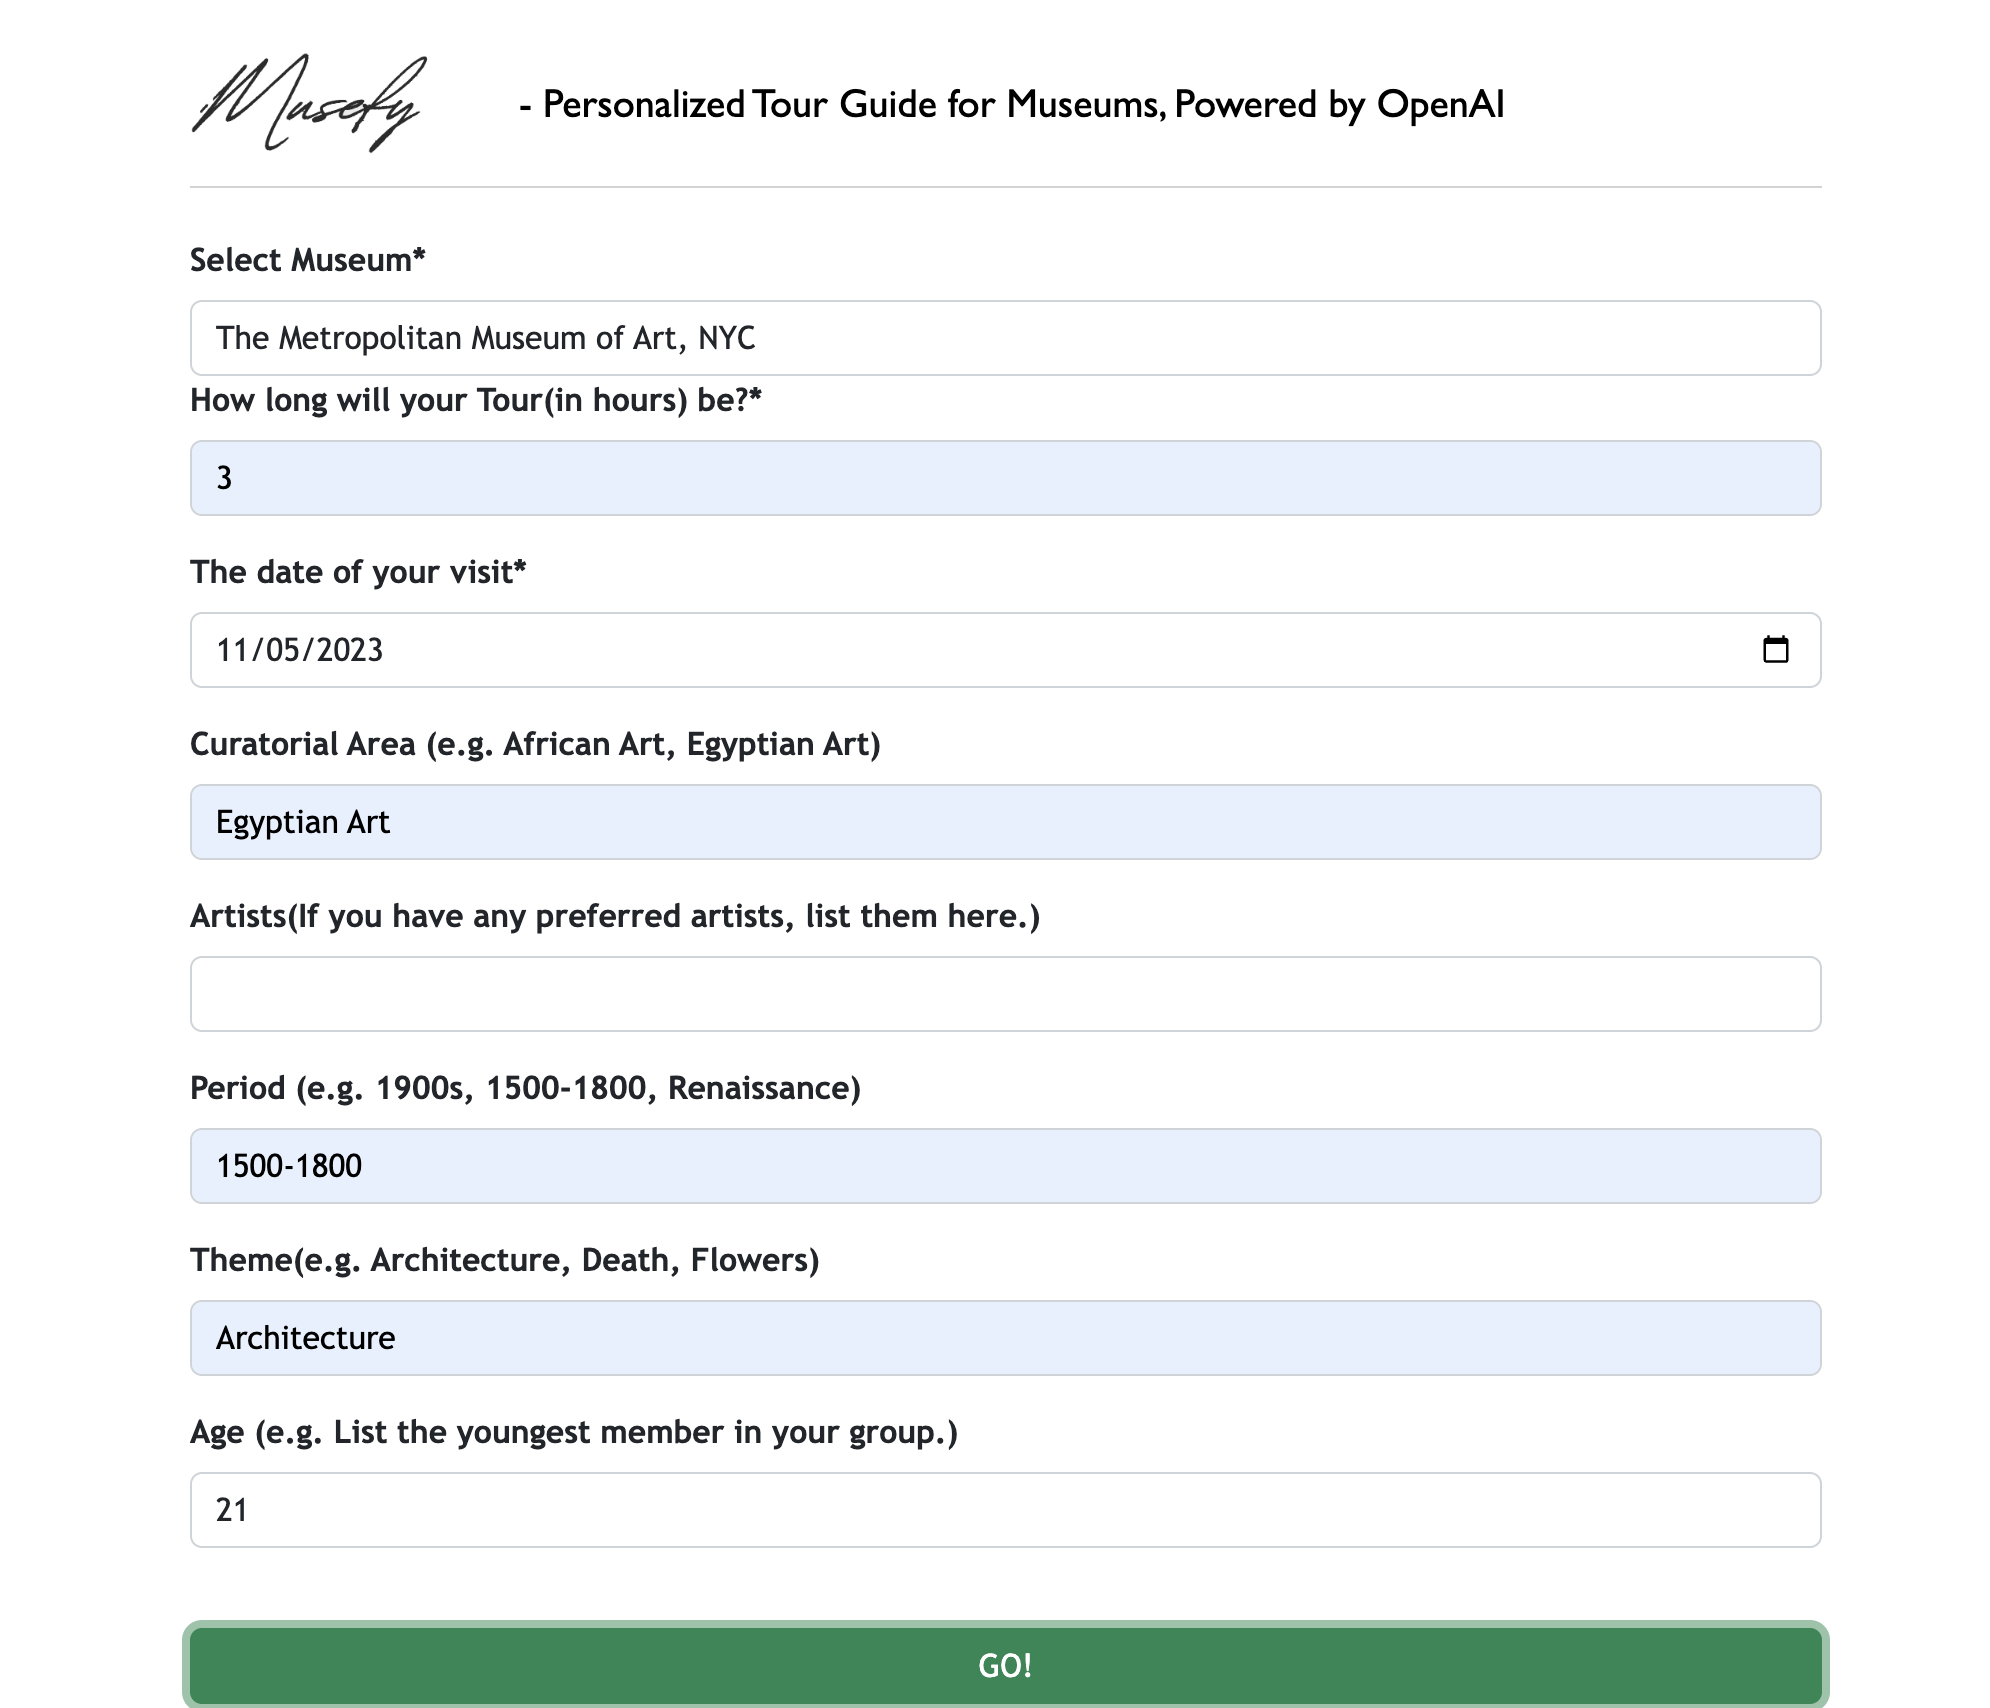 Musefy
- Personalized Tour Guide for Museums, Powered by OpenAI
Select Museum*
The Metropolitan Museum of Art, NYC
How long will your Tour(in hours) be?*
3
The date of your visit*
11/05/2023
Curatorial Area (e.g. African Art, Egyptian Art)
Egyptian Art
Artists(If you have any preferred artists, list them here.)
Period (e.g. 1900s, 1500-1800, Renaissance)
1500-1800
Theme(e.g. Architecture, Death, Flowers)
Architecture
Age (e.g. List the youngest member in your group.)
21
GO!